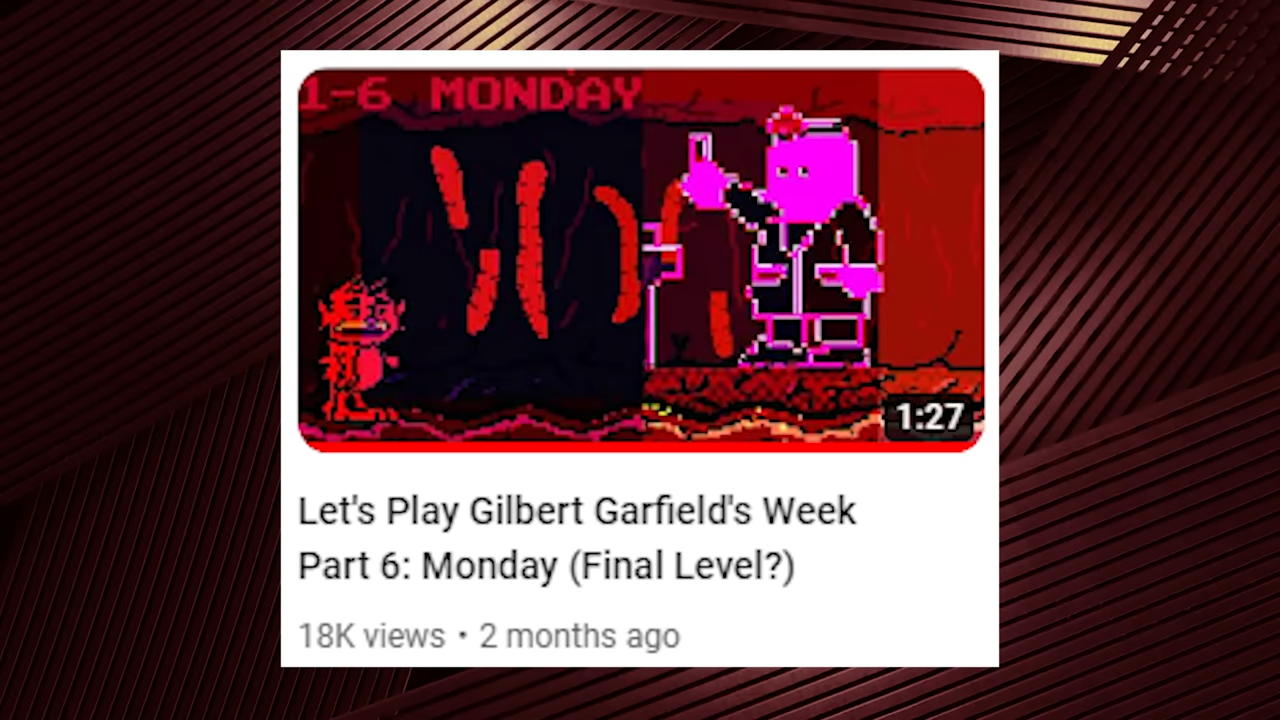 1-6 MONDAY
1:27
Let's Play Gilbert Garfield's Week
Part 6: Monday (Final Level?)
18K views • 2 months ago